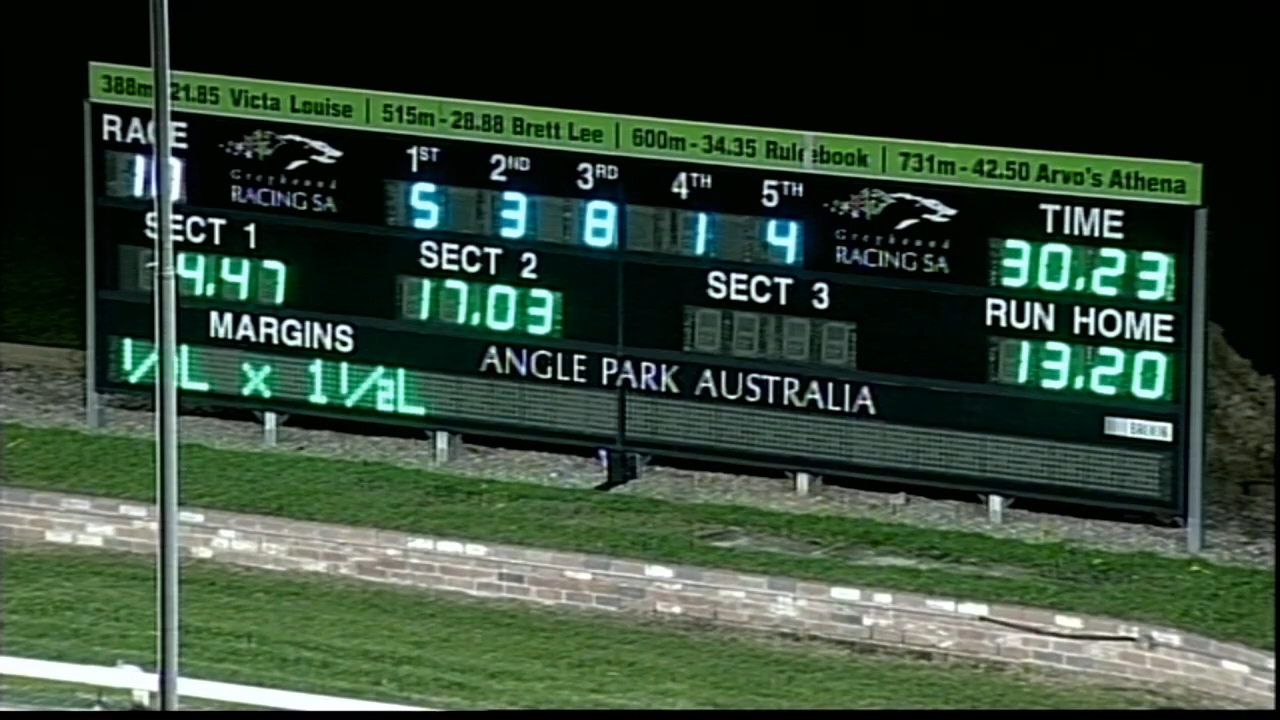 388m 21.85 Victa Louise | 515m - 28.88 Brett Lee | 600m - 34.35 Rulebook | 731m - 42.50 Arvo's Athena
RACE 1ST 2ND 3RD 4TH 5TH TIME
10 Greyhound RACING SA 5 3 8 1 4 Greyhound RACING SA 30.23
SECT 1 SECT 2 SECT 3 RUN HOME
4.47 17.03 13.20
MARGINS ANGLE PARK AUSTRALIA
L x 1 1/2L